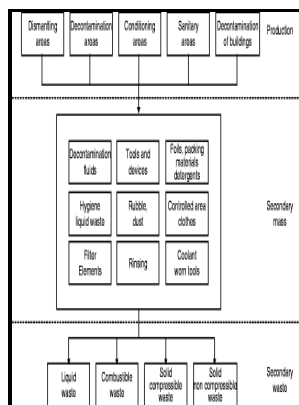 Dismantling areas
Decontamination areas
Conditioning areas
Sanitary areas
Decontamination of buildings
Production
Decontamination fluids
Tools and devices
Foils, packing materials detergents
Secondary mass
Hygiene liquid waste
Rubble, dust
Controlled area clothes
Filter Elements
Rinsing
Coolant worn tools
Liquid waste
Combustible waste
Solid compressible waste
Solid non compressible waste
Secondary waste